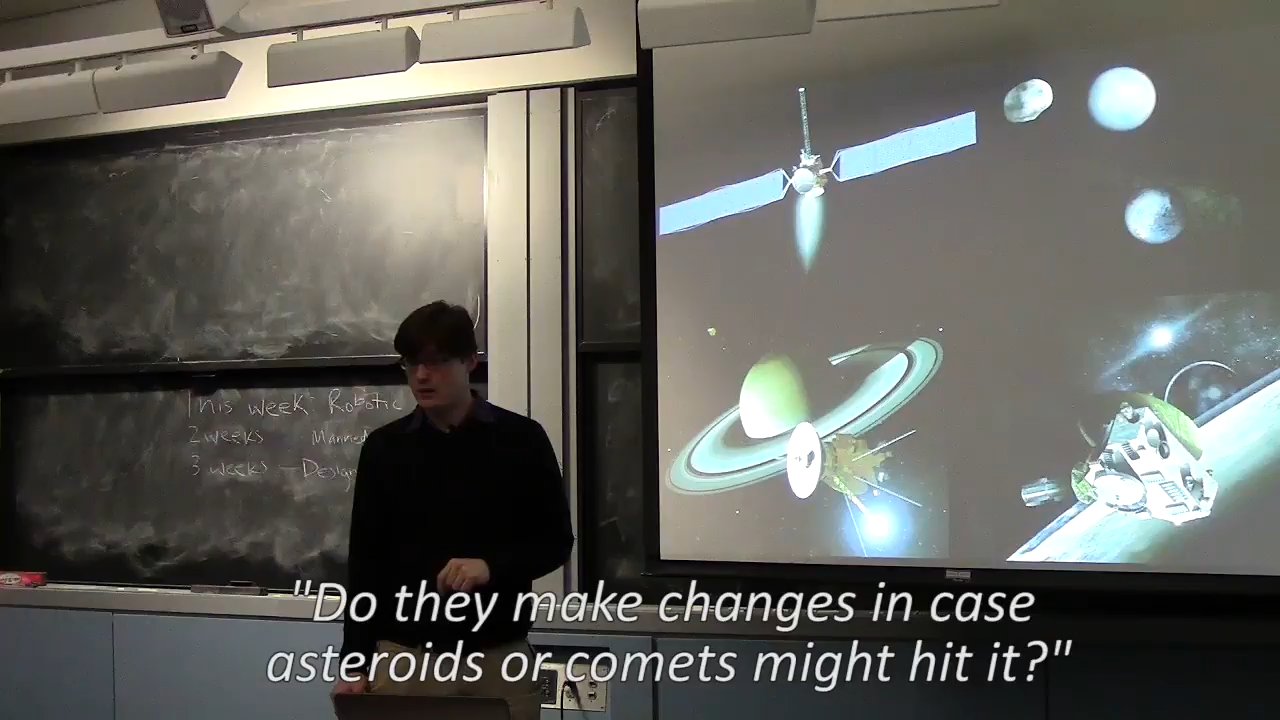 This week: Robotic
2 weeks Manned
3 weeks - Design
"Do they make changes in case
asteroids or comets might hit it?"